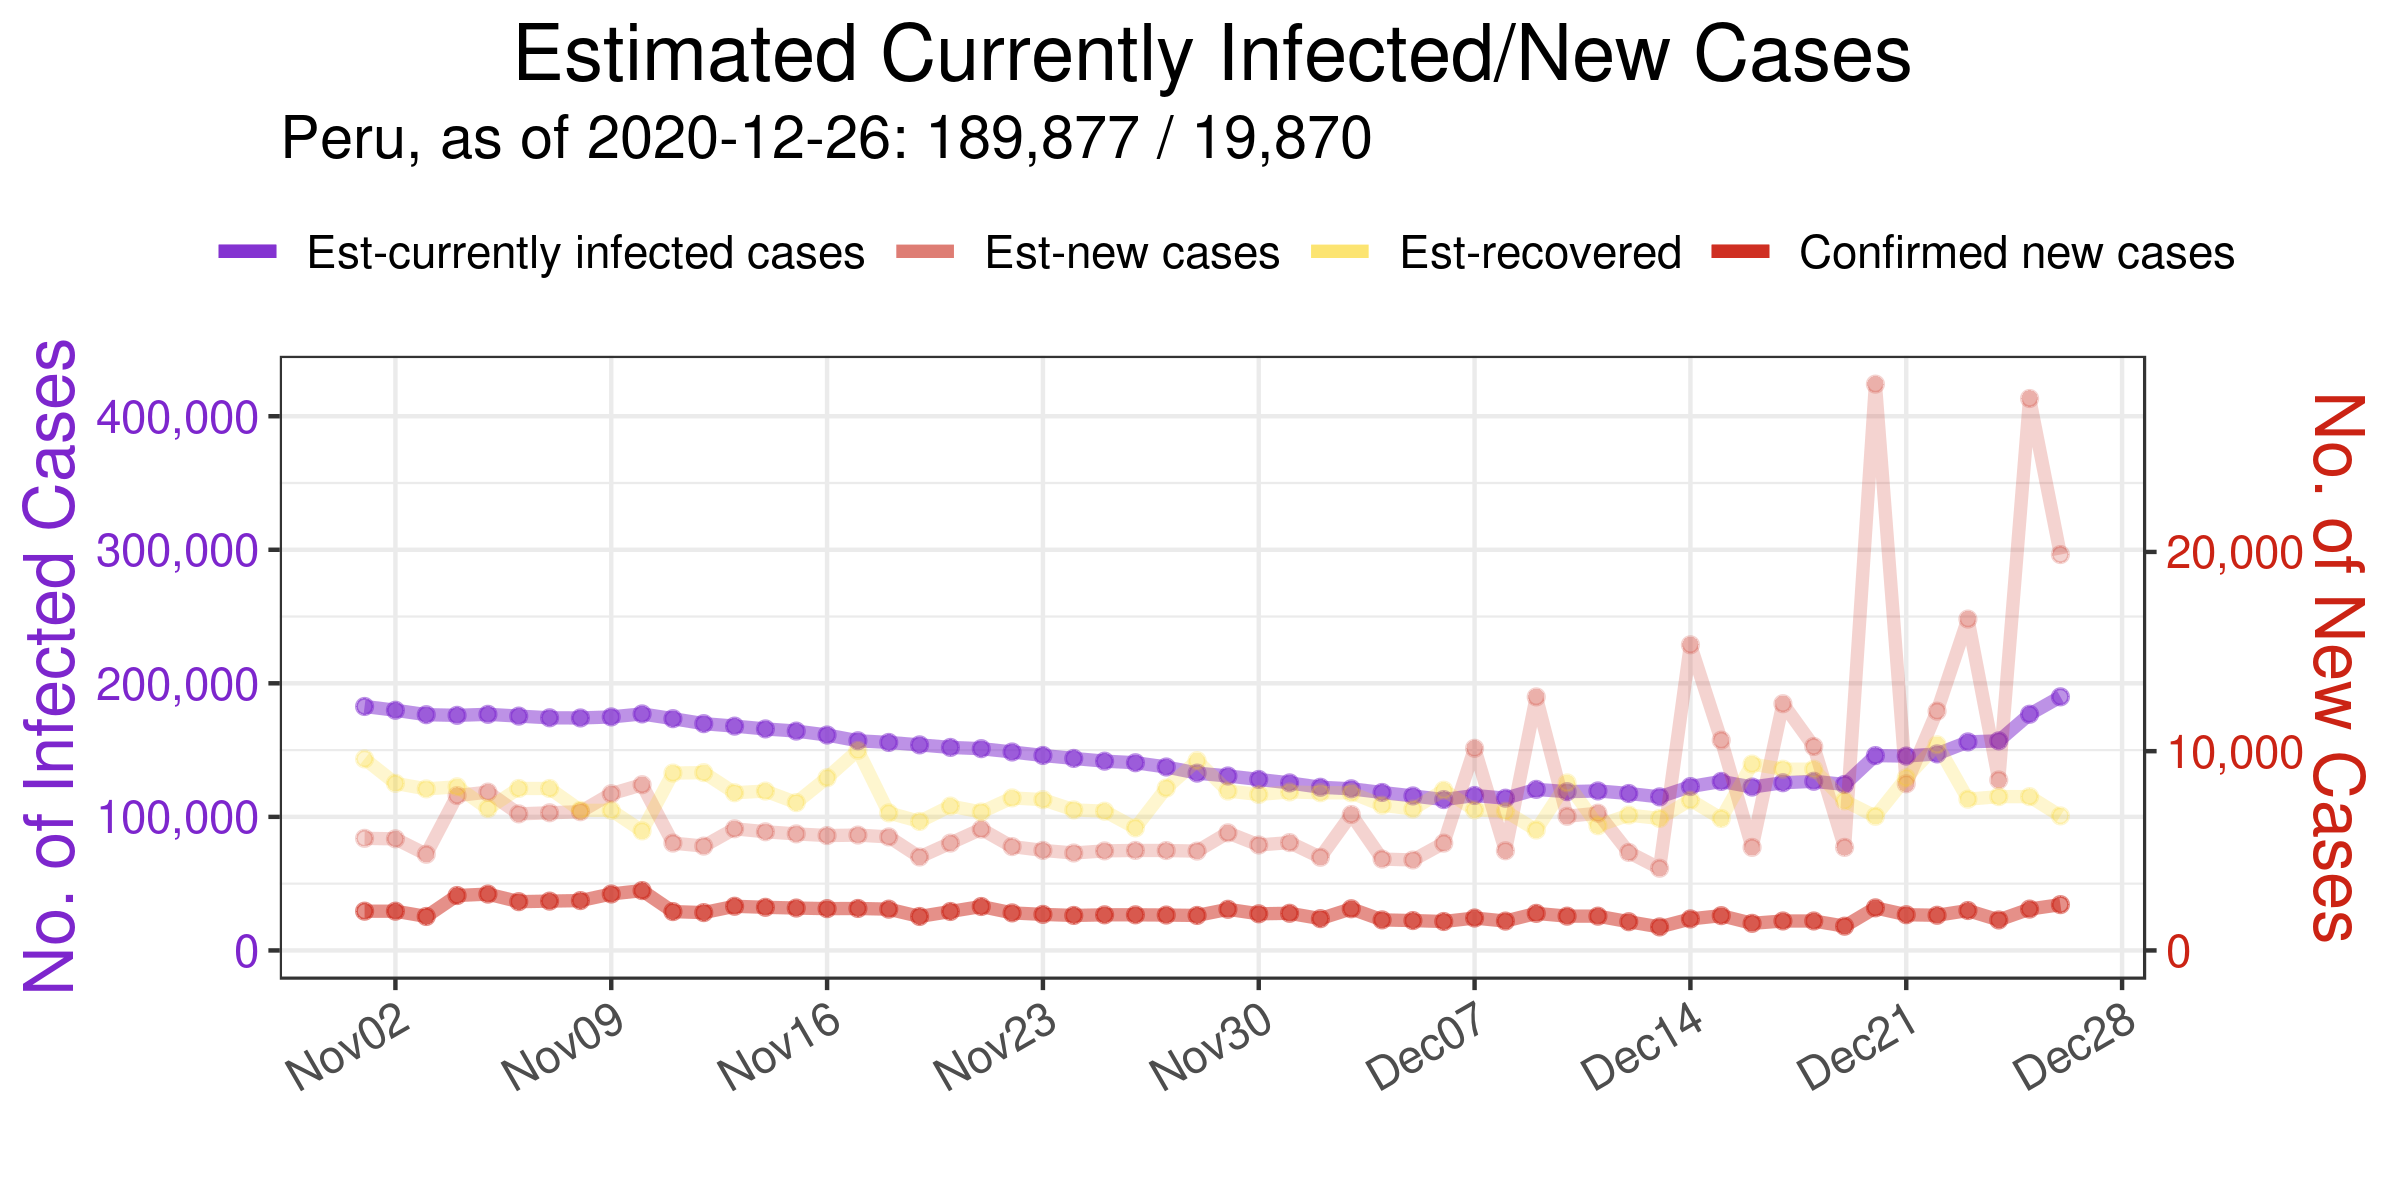 Estimated Currently Infected/New Cases
Peru, as of 2020-12-26: 189,877 / 19,870
Est-currently infected cases Est-new cases Est-recovered Confirmed new cases
No. of Infected Cases
400,000
300,000
200,000
100,000
0
20,000
10,000
0
No. of New Cases
Nov02 Nov09 Nov16 Nov23 Nov30 Dec07 Dec14 Dec21 Dec28